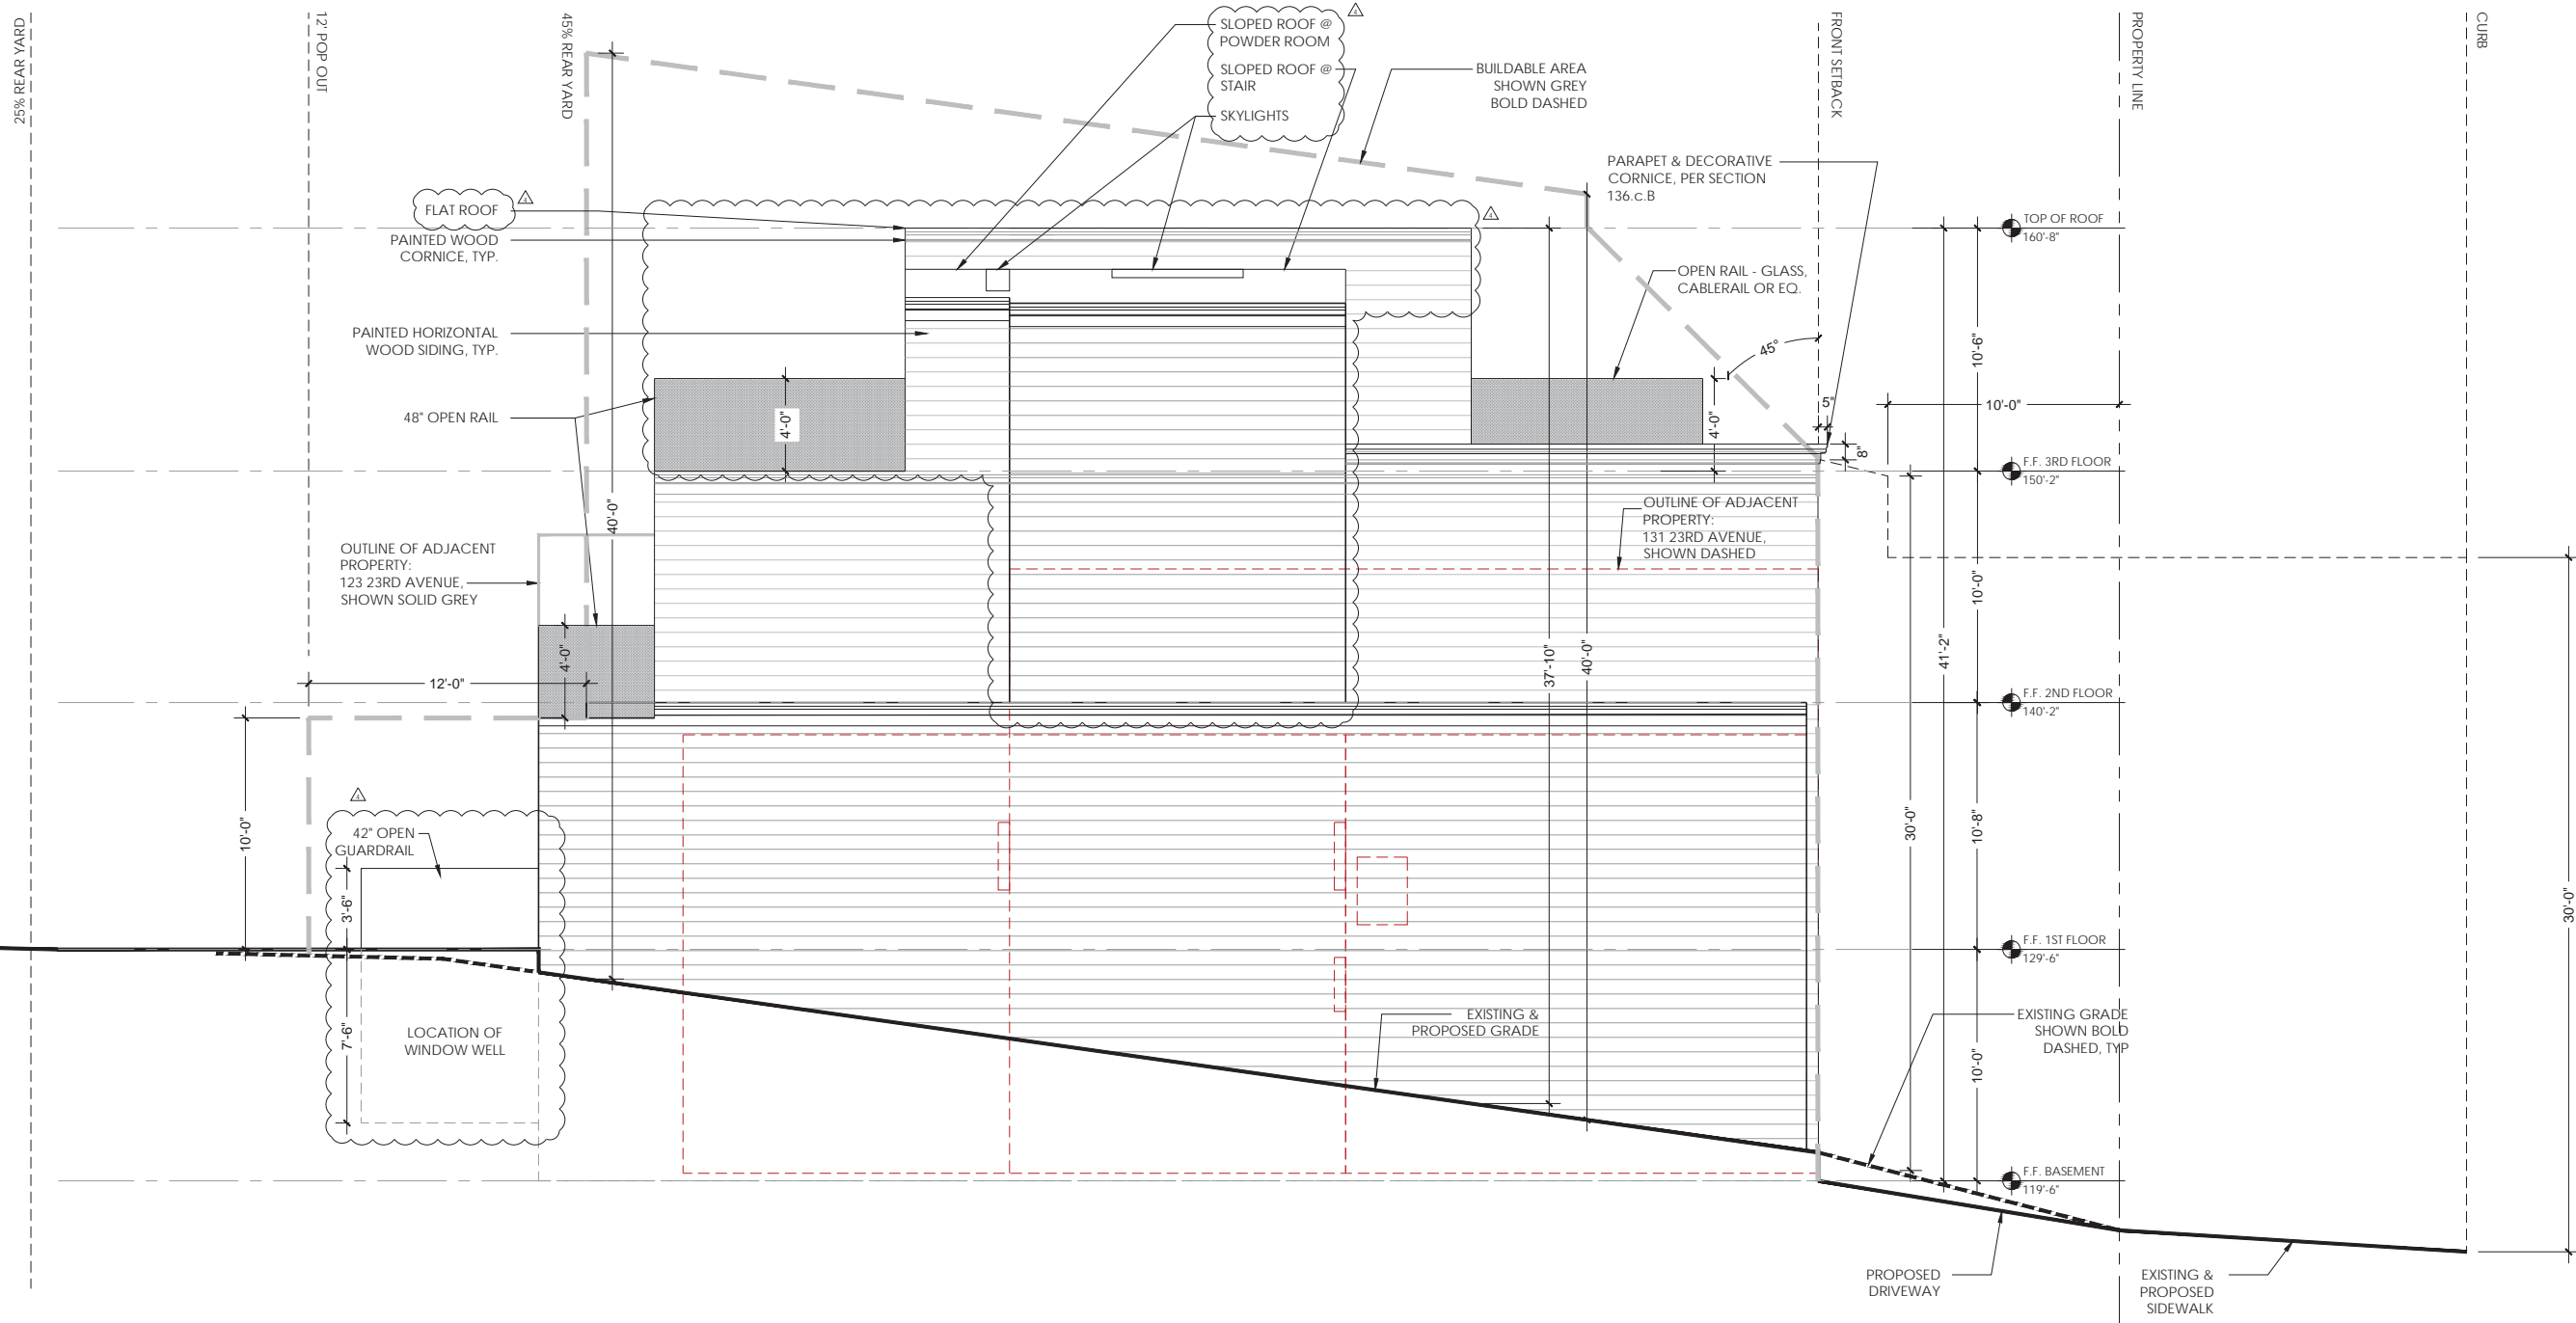 25% REAR YARD
12' POP OUT
45% REAR YARD
SLOPED ROOF @
POWDER ROOM
SLOPED ROOF @
STAIR
SKYLIGHTS
4
BUILDABLE AREA
SHOWN GREY
BOLD DASHED
FRONT SETBACK
PROPERTY LINE
CURB
PARAPET & DECORATIVE
CORNICE, PER SECTION
136.c.B
FLAT ROOF
4
4
PAINTED WOOD
CORNICE, TYP.
TOP OF ROOF
160'-8"
OPEN RAIL - GLASS,
CABLERAIL OR EQ.
PAINTED HORIZONTAL
WOOD SIDING, TYP.
45°
10'-6"
48" OPEN RAIL
4'-0"
4'-0"
5"
8"
10'-0"
F.F. 3RD FLOOR
150'-2"
40'-0"
OUTLINE OF ADJACENT
PROPERTY:
131 23RD AVENUE,
SHOWN DASHED
OUTLINE OF ADJACENT
PROPERTY:
123 23RD AVENUE,
SHOWN SOLID GREY
10'-0"
4'-0"
12'-0"
37'-10"
40'-0"
41'-2"
F.F. 2ND FLOOR
140'-2"
4
42" OPEN
GUARDRAIL
10'-0"
3'-6"
30'-0"
10'-8"
30'-0"
F.F. 1ST FLOOR
129'-6"
7'-6"
LOCATION OF
WINDOW WELL
EXISTING &
PROPOSED GRADE
EXISTING GRADE
SHOWN BOLD
DASHED, TYP
10'-0"
F.F. BASEMENT
119'-6"
PROPOSED
DRIVEWAY
EXISTING &
PROPOSED
SIDEWALK